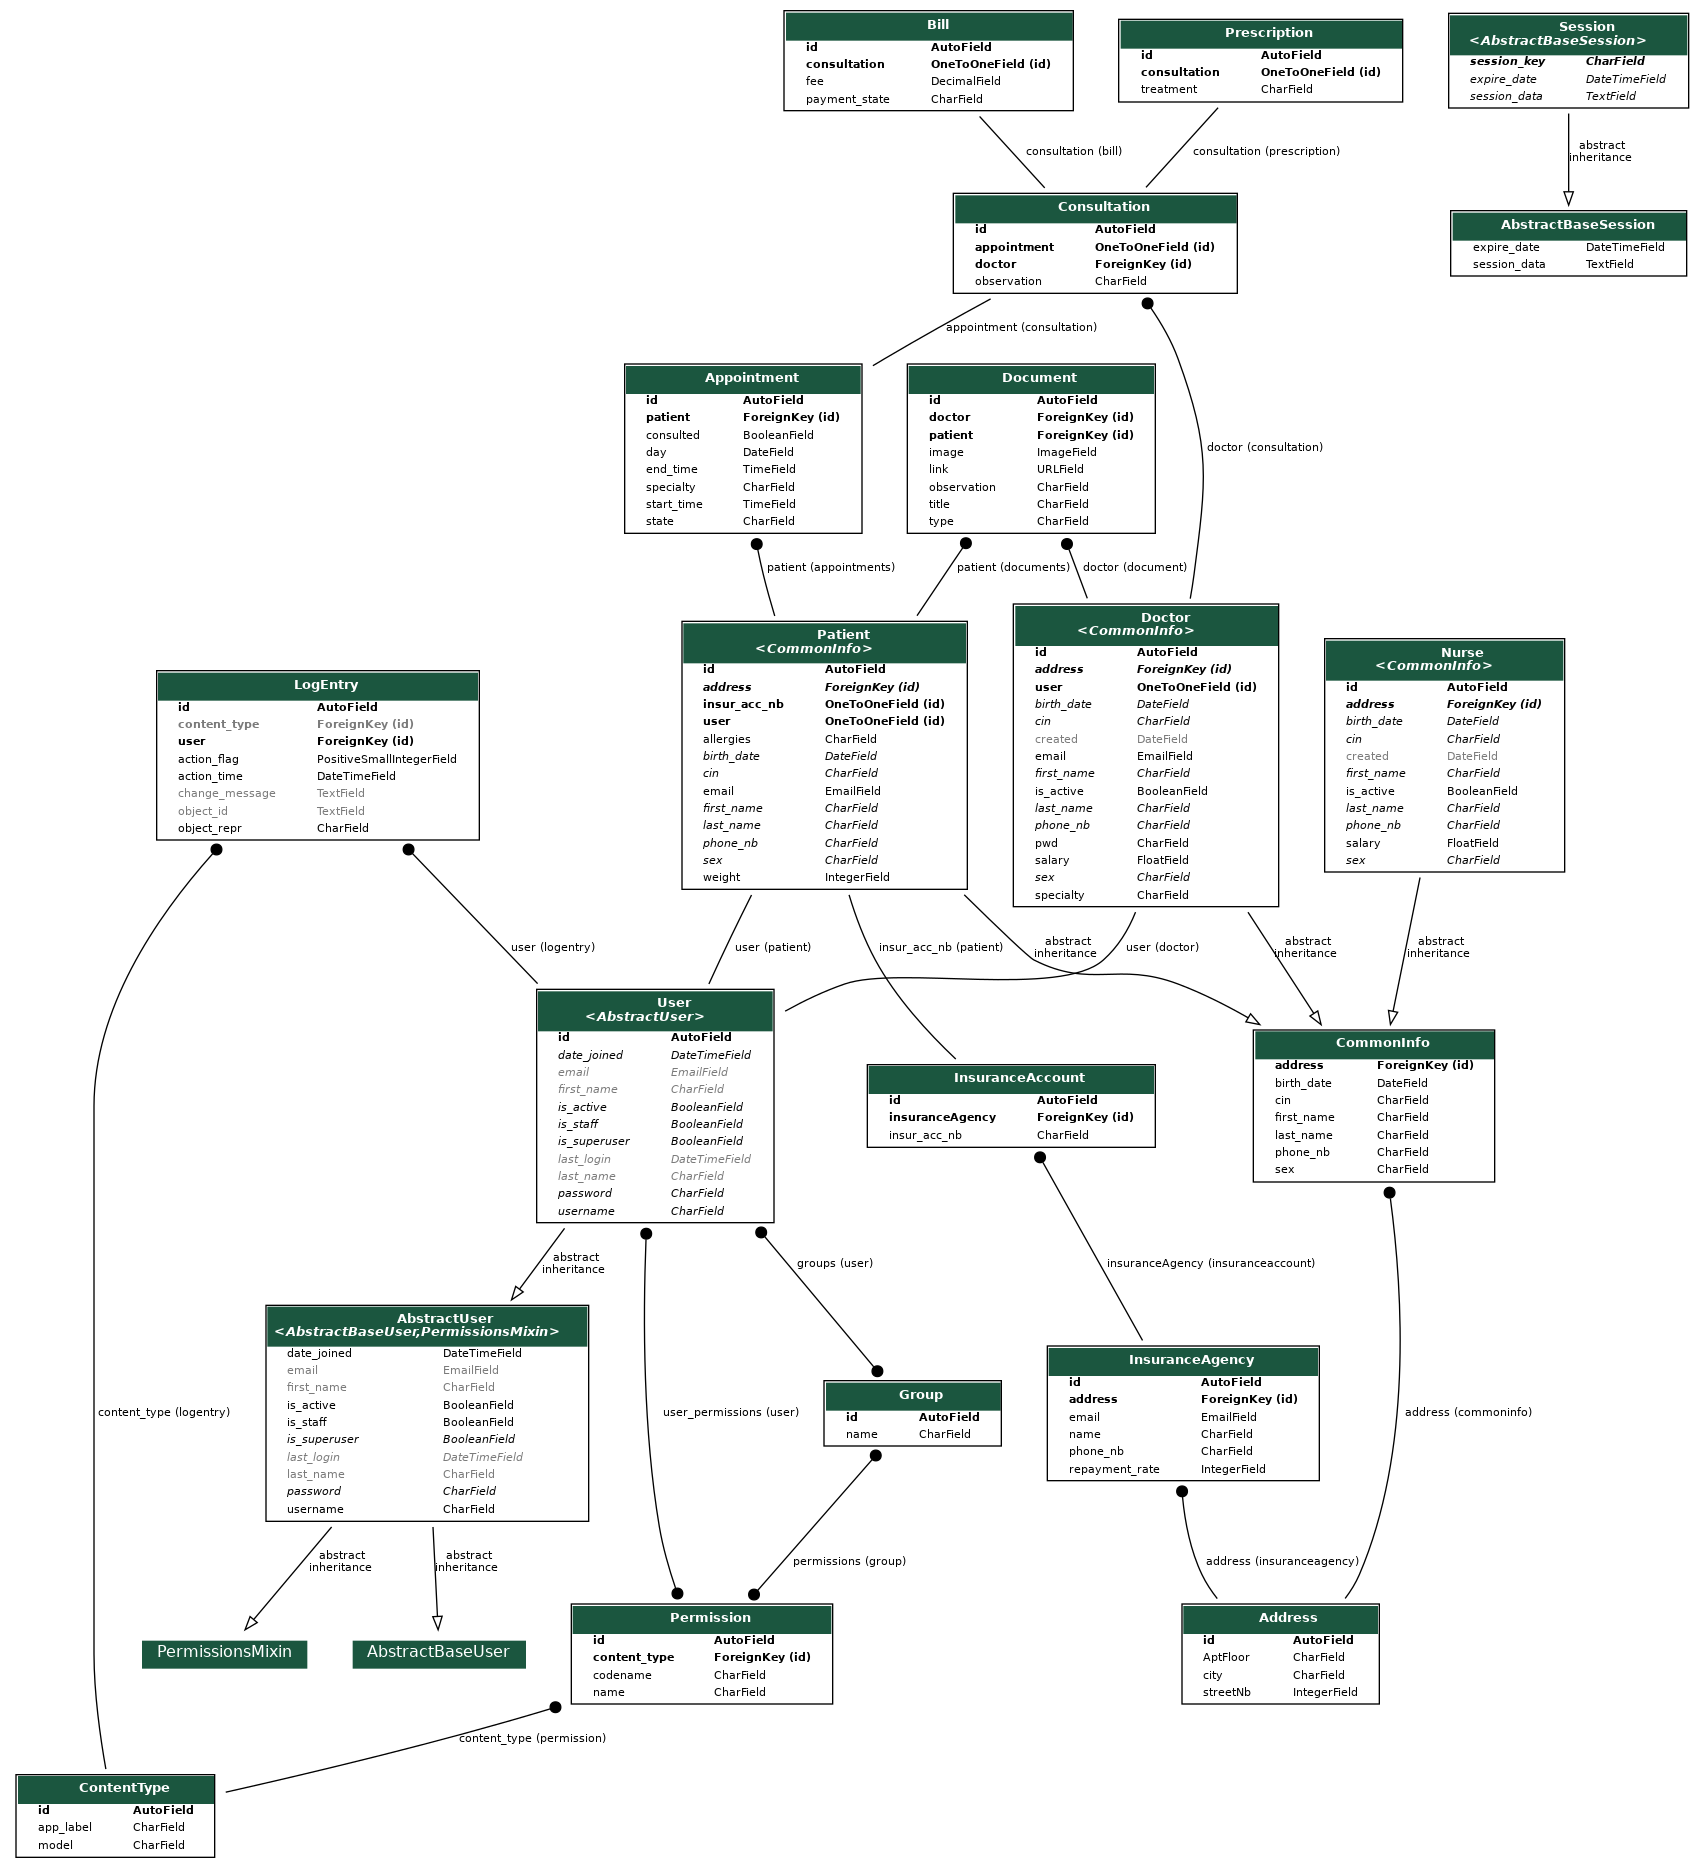 Bill
id AutoField
consultation OneToOneField (id)
fee DecimalField
payment_state CharField
Prescription
id AutoField
consultation OneToOneField (id)
treatment CharField
Session
<AbstractBaseSession>
session_key CharField
expire_date DateTimeField
session_data TextField
consultation (bill)
consultation (prescription)
abstract
inheritance
Consultation
id AutoField
appointment OneToOneField (id)
doctor ForeignKey (id)
observation CharField
AbstractBaseSession
expire_date DateTimeField
session_data TextField
appointment (consultation)
Appointment
id AutoField
patient ForeignKey (id)
consulted BooleanField
day DateField
end_time TimeField
specialty CharField
start_time TimeField
state CharField
Document
id AutoField
doctor ForeignKey (id)
patient ForeignKey (id)
image ImageField
link URLField
observation CharField
title CharField
type CharField
doctor (consultation)
patient (appointments)
patient (documents)
doctor (document)
Patient
<CommonInfo>
id AutoField
address ForeignKey (id)
insur_acc_nb OneToOneField (id)
user OneToOneField (id)
allergies CharField
birth_date DateField
cin CharField
email EmailField
first_name CharField
last_name CharField
phone_nb CharField
sex CharField
weight IntegerField
Doctor
<CommonInfo>
id AutoField
address ForeignKey (id)
user OneToOneField (id)
birth_date DateField
cin CharField
created DateField
email EmailField
first_name CharField
is_active BooleanField
last_name CharField
phone_nb CharField
pwd CharField
salary FloatField
sex CharField
specialty CharField
Nurse
<CommonInfo>
id AutoField
address ForeignKey (id)
birth_date DateField
cin CharField
created DateField
first_name CharField
is_active BooleanField
last_name CharField
phone_nb CharField
salary FloatField
sex CharField
LogEntry
id AutoField
content_type ForeignKey (id)
user ForeignKey (id)
action_flag PositiveSmallIntegerField
action_time DateTimeField
change_message TextField
object_id TextField
object_repr CharField
user (logentry)
user (patient)
insur_acc_nb (patient)
abstract
inheritance
user (doctor)
abstract
inheritance
abstract
inheritance
User
<AbstractUser>
id AutoField
date_joined DateTimeField
email EmailField
first_name CharField
is_active BooleanField
is_staff BooleanField
is_superuser BooleanField
last_login DateTimeField
last_name CharField
password CharField
username CharField
InsuranceAccount
id AutoField
insuranceAgency ForeignKey (id)
insur_acc_nb CharField
CommonInfo
address ForeignKey (id)
birth_date DateField
cin CharField
first_name CharField
last_name CharField
phone_nb CharField
sex CharField
abstract
inheritance
groups (user)
insuranceAgency (insuranceaccount)
AbstractUser
<AbstractBaseUser,PermissionsMixin>
date_joined DateTimeField
email EmailField
first_name CharField
is_active BooleanField
is_staff BooleanField
is_superuser BooleanField
last_login DateTimeField
last_name CharField
password CharField
username CharField
content_type (logentry)
user_permissions (user)
Group
id AutoField
name CharField
InsuranceAgency
id AutoField
address ForeignKey (id)
email EmailField
name CharField
phone_nb CharField
repayment_rate IntegerField
address (commoninfo)
abstract
inheritance
abstract
inheritance
permissions (group)
address (insuranceagency)
PermissionsMixin
AbstractBaseUser
Permission
id AutoField
content_type ForeignKey (id)
codename CharField
name CharField
Address
id AutoField
AptFloor CharField
city CharField
streetNb IntegerField
content_type (permission)
ContentType
id AutoField
app_label CharField
model CharField